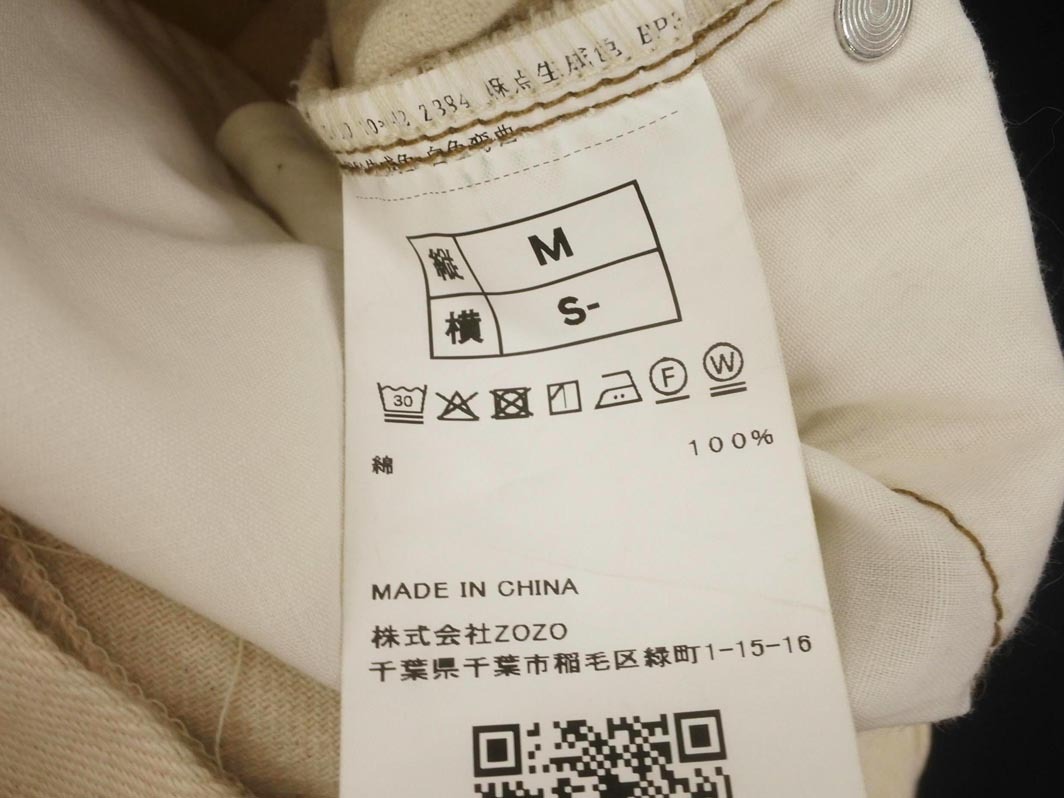 2384
縦 M
横 S-
30 F W
綿 100%
MADE IN CHINA
株式会社ZOZO
千葉県千葉市稲毛区緑町1-15-16